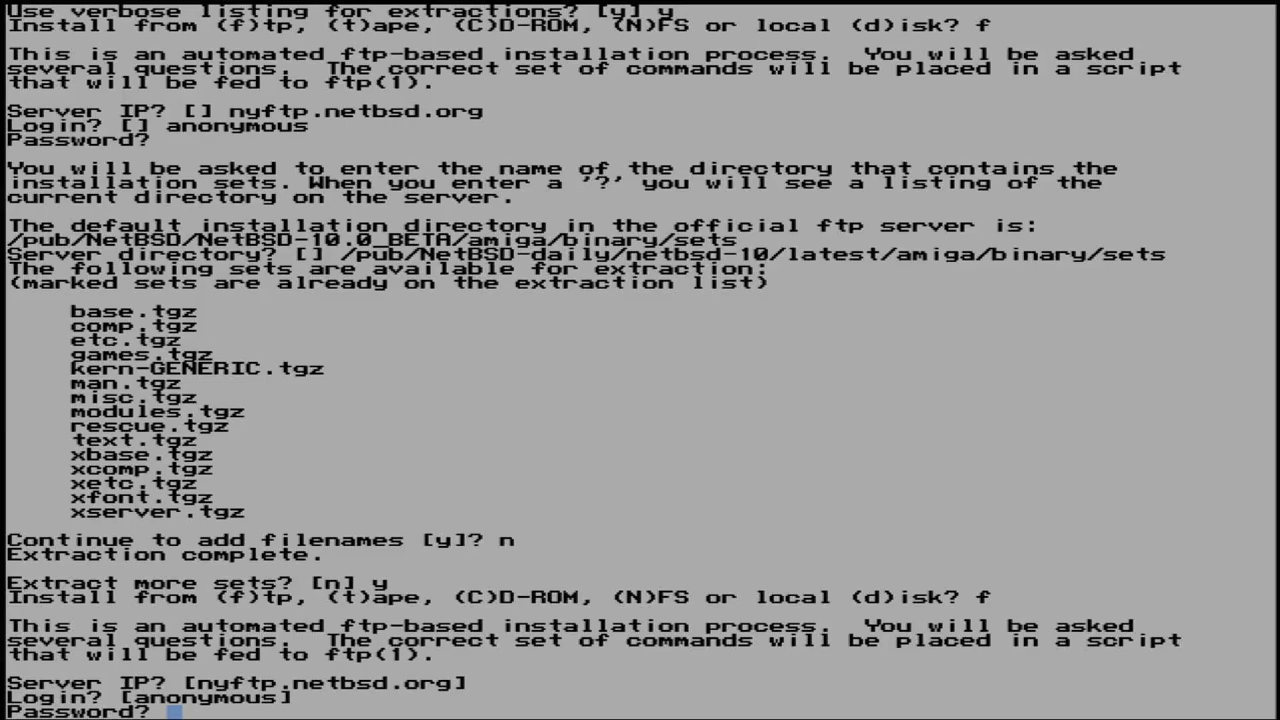 Use verbose listing for extractions? [y] y
Install from (f)tp, (t)ape, (C)D-ROM, (N)FS or local (d)isk? f
This is an automated ftp-based installation process.  You will be asked
several questions.  The correct set of commands will be placed in a script
that will be fed to ftp(1).
Server IP? [] nyftp.netbsd.org
Login? [] anonymous
Password?
You will be asked to enter the name of the directory that contains the
installation sets. When you enter a '?' you will see a listing of the
current directory on the server.
The default installation directory in the official ftp server is:
/pub/NetBSD/NetBSD-10.0_BETA/amiga/binary/sets
Server directory? [] /pub/NetBSD-daily/netbsd-10/latest/amiga/binary/sets
The following sets are available for extraction:
(marked sets are already on the extraction list)
base.tgz
comp.tgz
etc.tgz
games.tgz
kern-GENERIC.tgz
man.tgz
misc.tgz
modules.tgz
rescue.tgz
text.tgz
xbase.tgz
xcomp.tgz
xetc.tgz
xfont.tgz
xserver.tgz
Continue to add filenames [y]? n
Extraction complete.
Extract more sets? [n] y
Install from (f)tp, (t)ape, (C)D-ROM, (N)FS or local (d)isk? f
This is an automated ftp-based installation process.  You will be asked
several questions.  The correct set of commands will be placed in a script
that will be fed to ftp(1).
Server IP? [nyftp.netbsd.org]
Login? [anonymous]
Password?